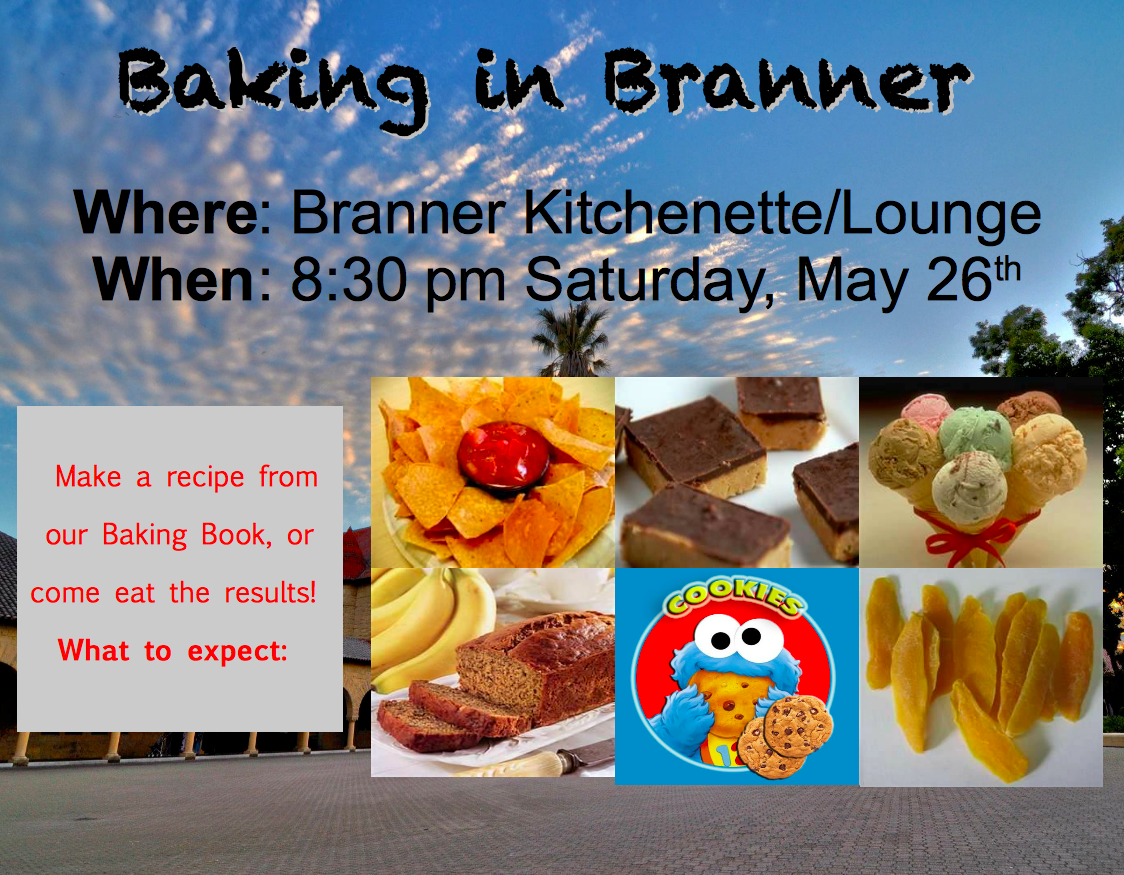 Baking in Branner
Where: Branner Kitchenette/Lounge
When: 8:30 pm Saturday, May 26th
Make a recipe from
our Baking Book, or
come eat the results!
What to expect:
COOKIES